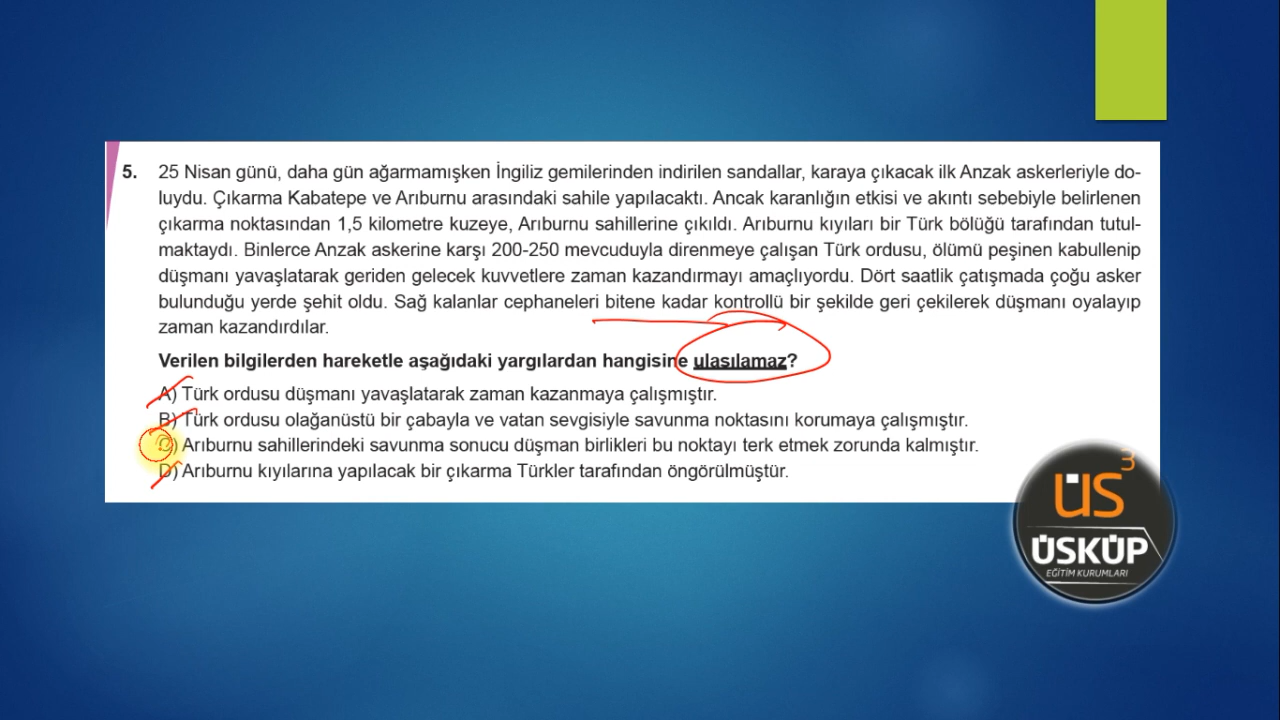 5. 25 Nisan günü, daha gün ağarmamışken İngiliz gemilerinden indirilen sandallar, karaya çıkacak ilk Anzak askerleriyle do-
luydu. Çıkarma Kabatepe ve Arıburnu arasındaki sahile yapılacaktı. Ancak karanlığın etkisi ve akıntı sebebiyle belirlenen
çıkarma noktasından 1,5 kilometre kuzeye, Arıburnu sahillerine çıkıldı. Arıburnu kıyıları bir Türk bölüğü tarafından tutul-
maktaydı. Binlerce Anzak askerine karşı 200-250 mevcuduyla direnmeye çalışan Türk ordusu, ölümü peşinen kabullenip
düşmanı yavaşlatarak geriden gelecek kuvvetlere zaman kazandırmayı amaçlıyordu. Dört saatlik çatışmada çoğu asker
bulunduğu yerde şehit oldu. Sağ kalanlar cephaneleri bitene kadar kontrollü bir şekilde geri çekilerek düşmanı oyalayıp
zaman kazandırdılar.
Verilen bilgilerden hareketle aşağıdaki yargılardan hangisine ulaşılamaz?
A) Türk ordusu düşmanı yavaşlatarak zaman kazanmaya çalışmıştır.
B) Türk ordusu olağanüstü bir çabayla ve vatan sevgisiyle savunma noktasını korumaya çalışmıştır.
C) Arıburnu sahillerindeki savunma sonucu düşman birlikleri bu noktayı terk etmek zorunda kalmıştır.
D) Arıburnu kıyılarına yapılacak bir çıkarma Türkler tarafından öngörülmüştür.
üs3
ÜSKÜP
EĞİTİM KURUMLARI